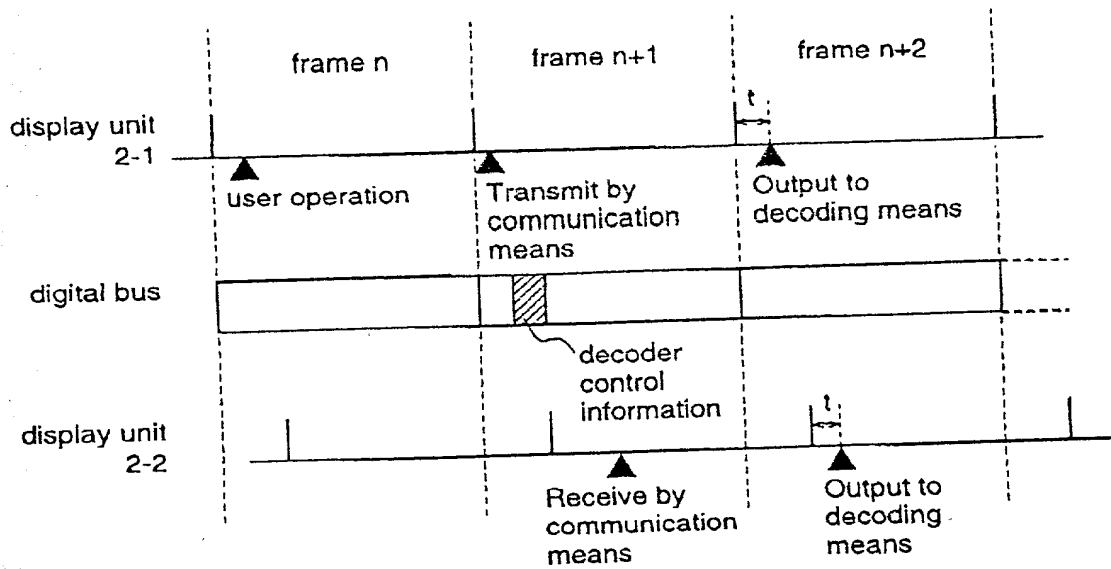 frame n
frame n+1
frame n+2
t
display unit
2-1
user operation
Transmit by
communication
means
Output to
decoding means
digital bus
decoder
control
information
t
display unit
2-2
Receive by
communication
means
Output to
decoding
means